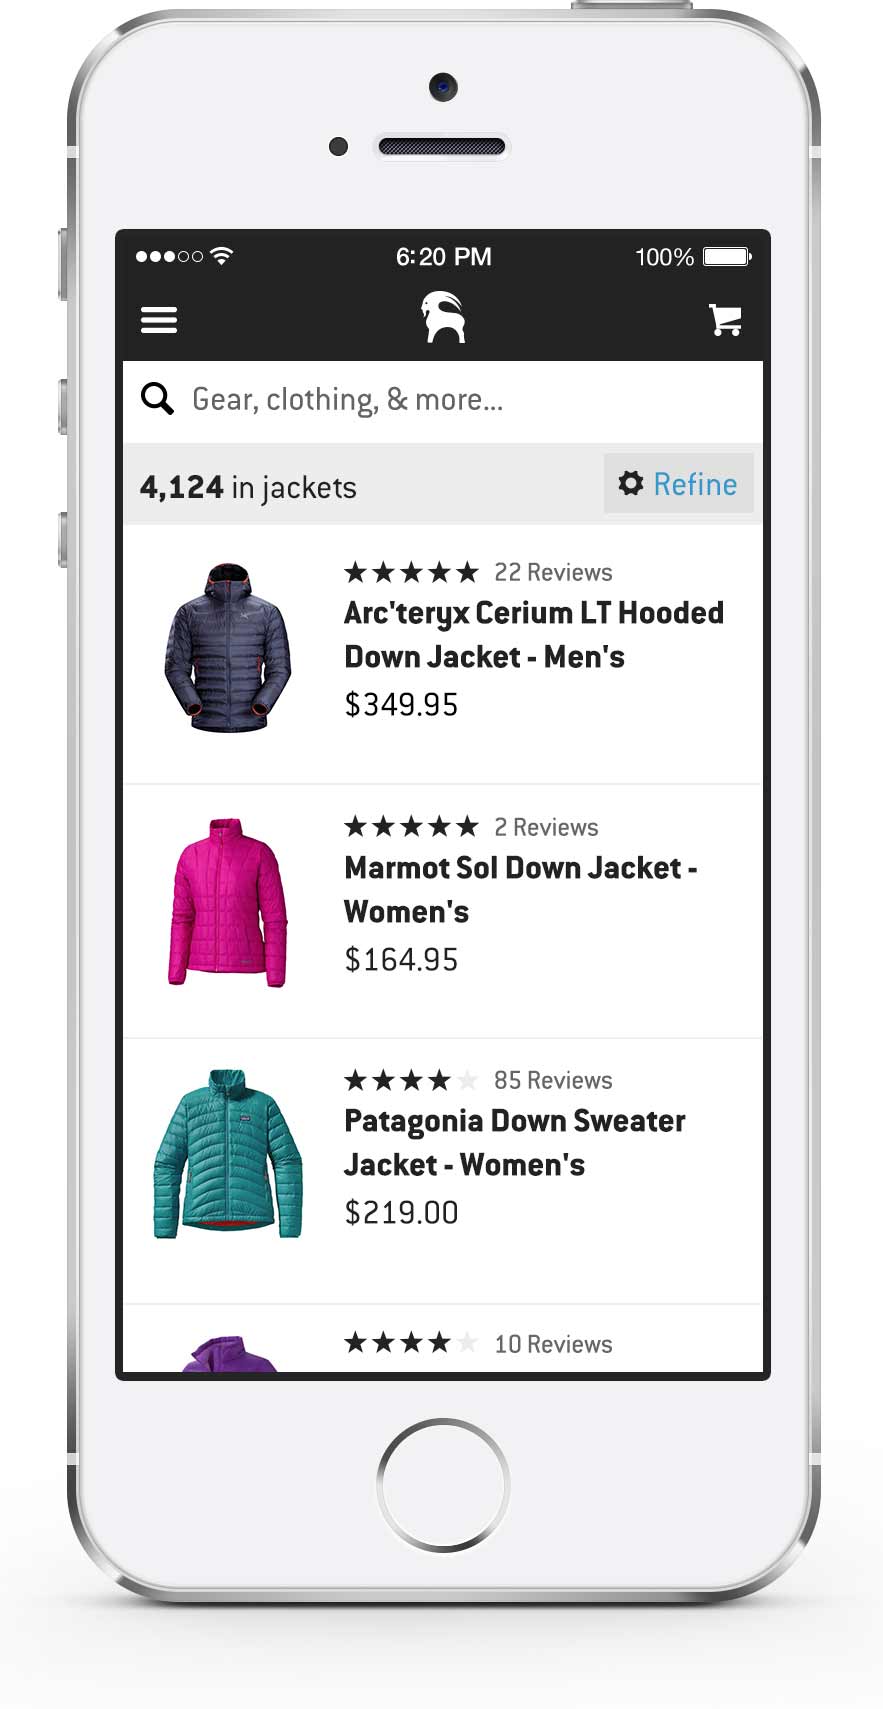 6:20 PM
100%
Gear, clothing, & more...
4,124 in jackets
Refine
22 Reviews
Arc'teryx Cerium LT Hooded
Down Jacket - Men's
$349.95
2 Reviews
Marmot Sol Down Jacket -
Women's
$164.95
85 Reviews
Patagonia Down Sweater
Jacket - Women's
$219.00
10 Reviews